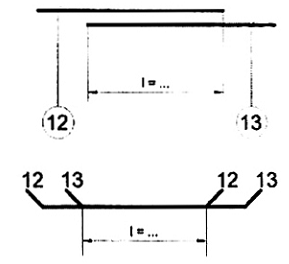 l = ...
12 13
12 13 12 13
l = ...